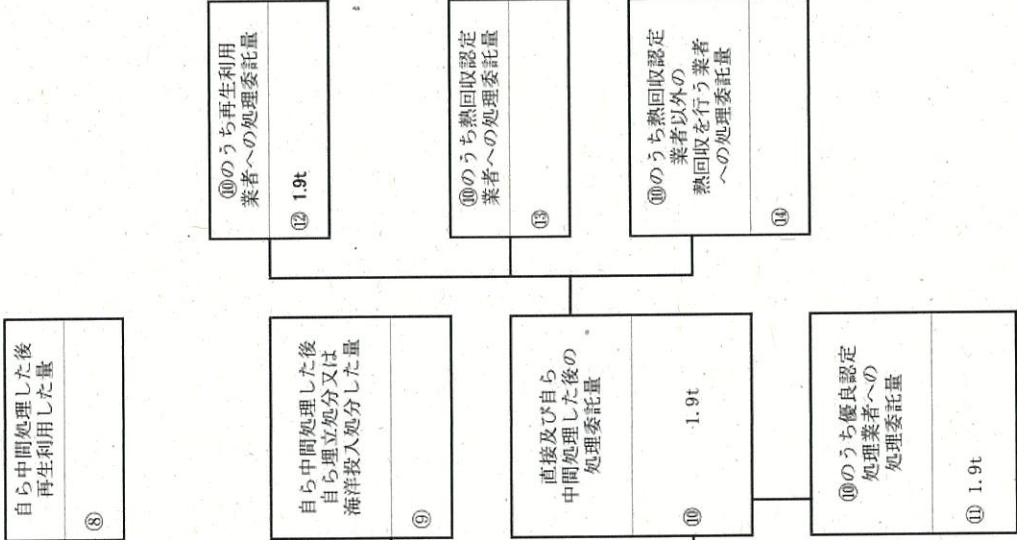 自ら中間処理した後
再生利用した量
⑧
自ら中間処理した後
自ら埋立処分又は
海洋投入処分した量
⑨
直接及び自ら
中間処理した後の
処理委託量
⑩ 1.9t
⑩のうち優良認定
処理業者への
処理委託量
⑪ 1.9t
⑩のうち再生利用
業者への処理委託量
⑫ 1.9t
⑩のうち熱回収認定
業者への処理委託量
⑬
⑩のうち熱回収認定
業者以外の
熱回収を行う業者
への処理委託量
⑭